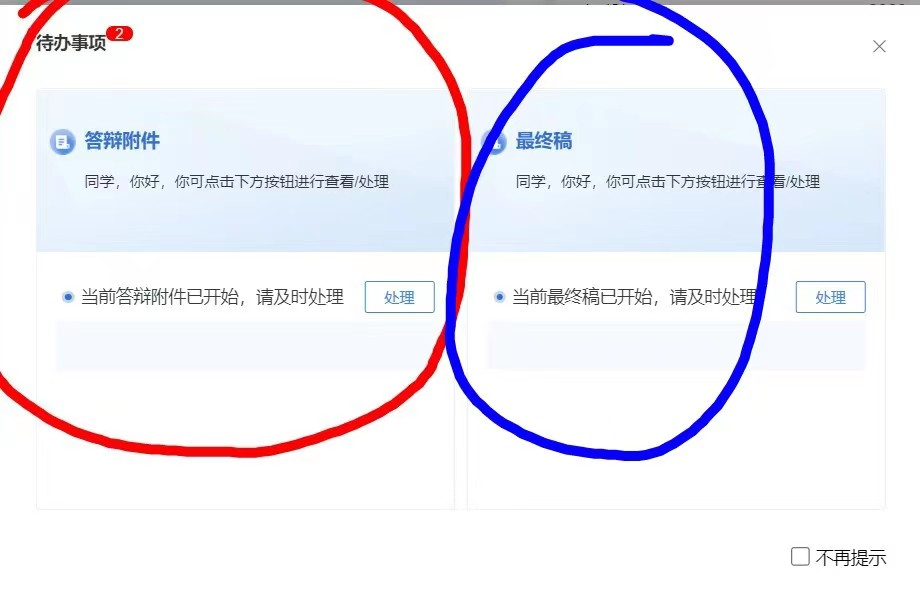 待办事项 2
答辩附件
同学，你好，你可点击下方按钮进行查看/处理
当前答辩附件已开始，请及时处理 处理
最终稿
同学，你好，你可点击下方按钮进行查看/处理
当前最终稿已开始，请及时处理 处理
不再提示